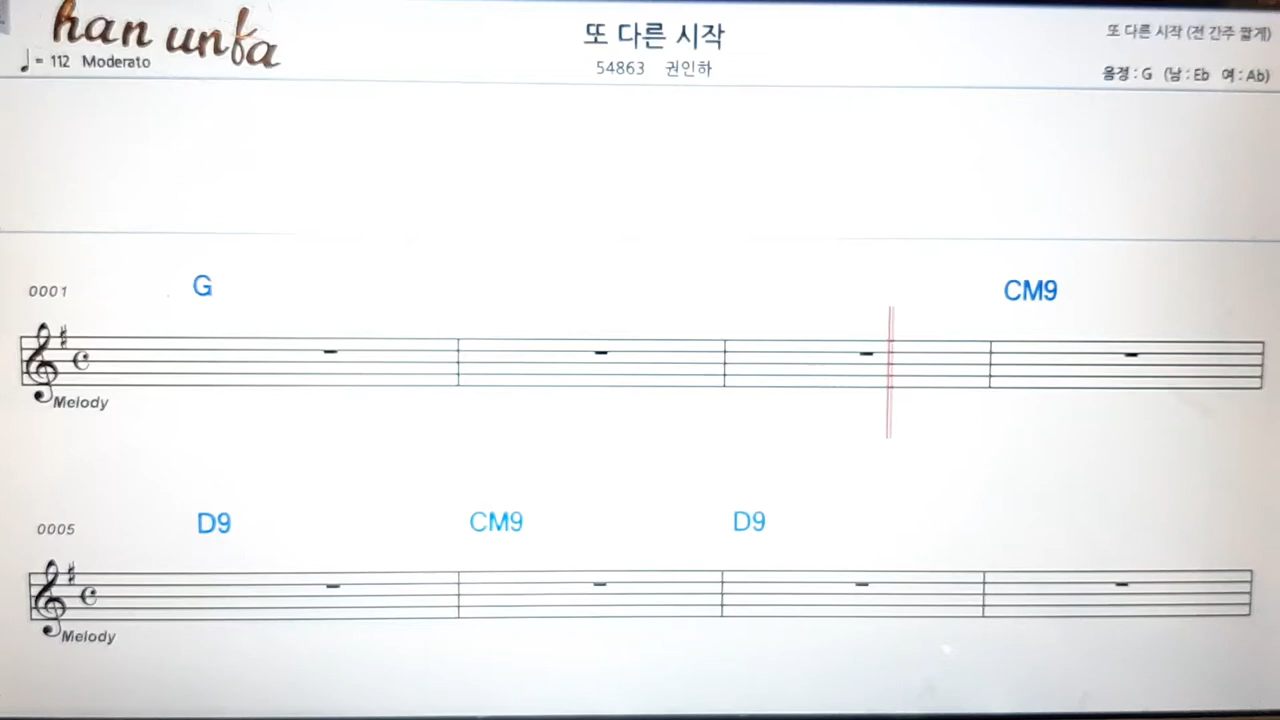 han unfa
♩ = 112 Moderato
또 다른 시작
54863 권인하
또 다른 시작 (전 간주 짧게)
음정 : G (남 : Eb 여 : Ab)
0001 G CM9
Melody
0005 D9 CM9 D9
Melody